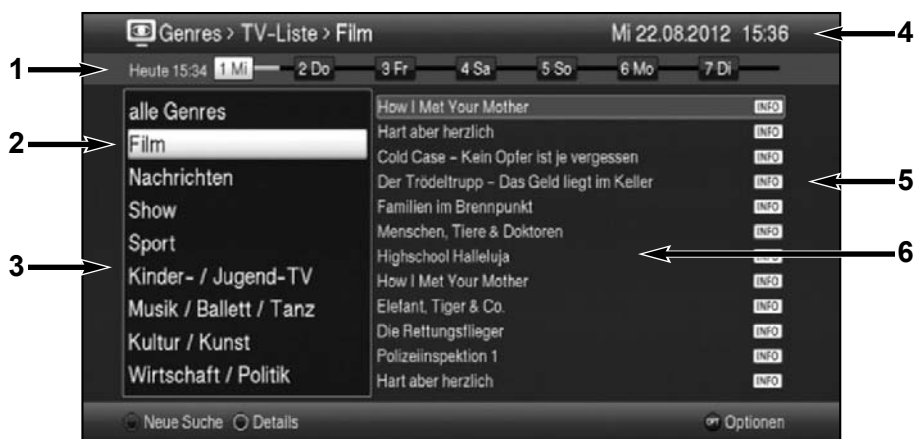 Genres > TV-Liste > Film Mi 22.08.2012 15:36
4
1
Heute 15:34 1 Mi 2 Do 3 Fr 4 Sa 5 So 6 Mo 7 Di
alle Genres
2
Film
Nachrichten
Show
Sport
3
Kinder- / Jugend-TV
Musik / Ballett / Tanz
Kultur / Kunst
Wirtschaft / Politik
How I Met Your Mother INFO
Hart aber herzlich INFO
Cold Case – Kein Opfer ist je vergessen INFO
Der Trödeltrupp – Das Geld liegt im Keller INFO
5
Familien im Brennpunkt INFO
Menschen, Tiere & Doktoren INFO
Highschool Halleluja INFO
6
How I Met Your Mother INFO
Elefant, Tiger & Co. INFO
Die Rettungsflieger INFO
Polizeiinspektion 1 INFO
Hart aber herzlich INFO
Neue Suche Details OPT Optionen